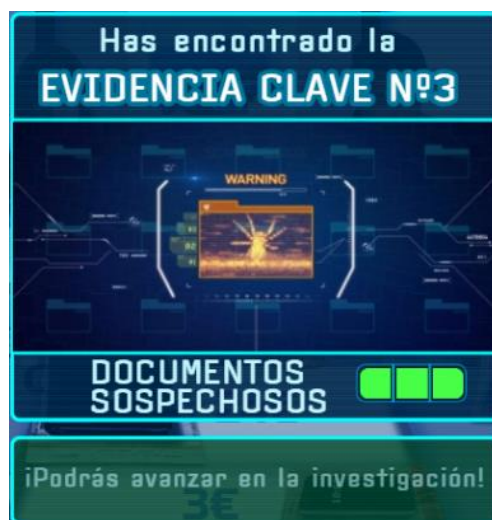 Has encontrado la
EVIDENCIA CLAVE Nº3
WARNING
DOCUMENTOS
SOSPECHOSOS
¡Podrás avanzar en la investigación!
3€